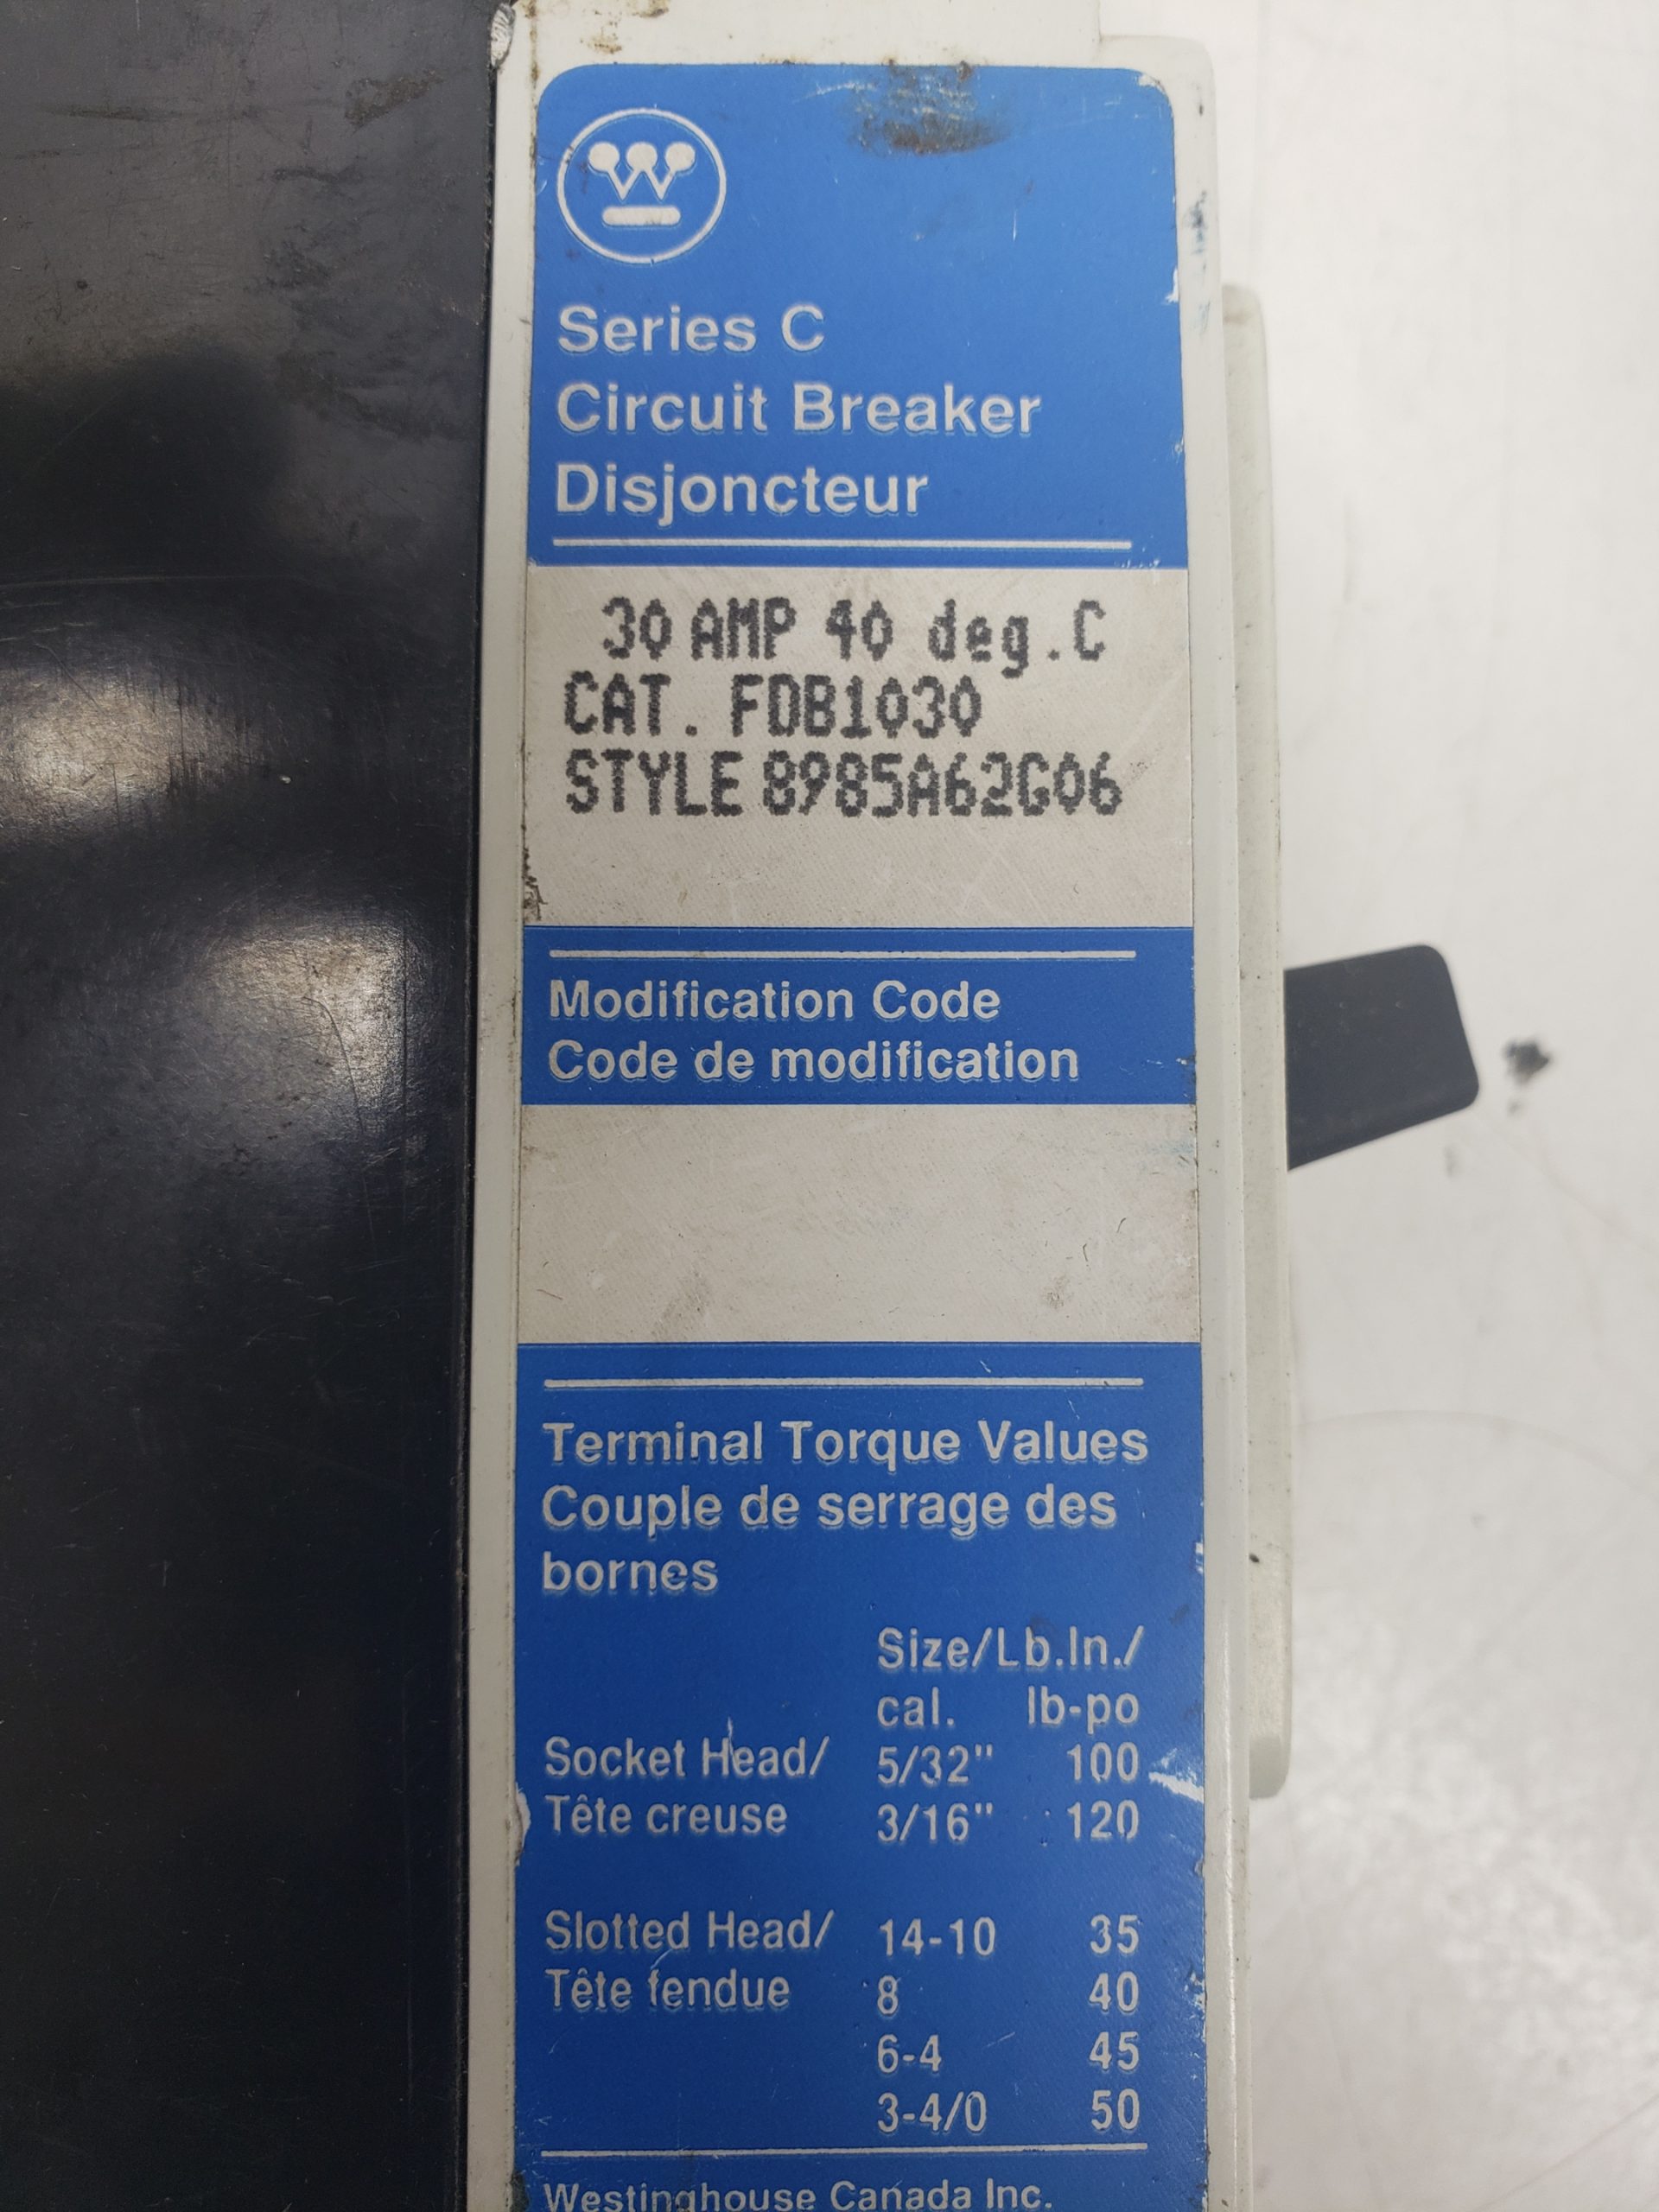 Series C
Circuit Breaker
Disjoncteur
30 AMP 40 deg.C
CAT. FDB1030
STYLE 8985A62G06
Modification Code
Code de modification
Terminal Torque Values
Couple de serrage des
bornes
Size/Lb.In./
cal. lb-po
Socket Head/ 5/32" 100
Tête creuse 3/16" 120
Slotted Head/ 14-10 35
Tête fendue 8 40
6-4 45
3-4/0 50
Westinghouse Canada Inc.